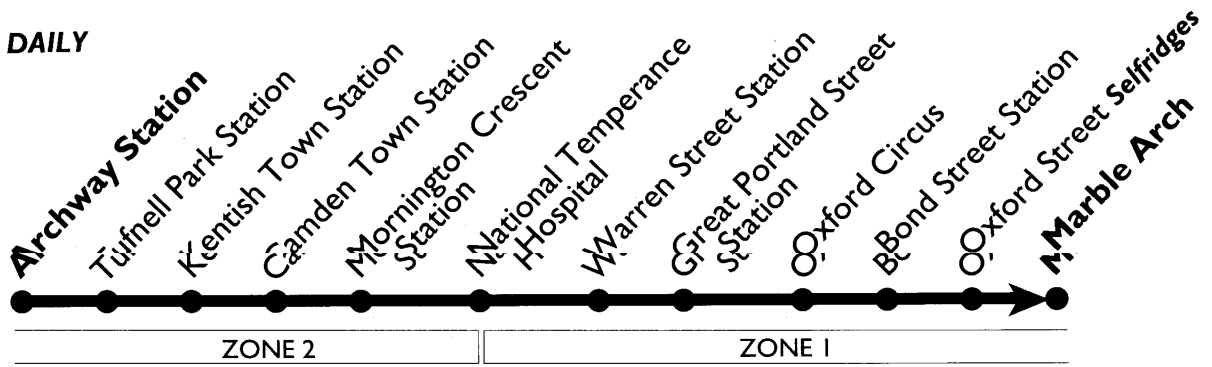 DAILY
Archway Station
Tufnell Park Station
Kentish Town Station
Camden Town Station
Mornington Crescent
Station
National Temperance
Hospital
Warren Street Station
Great Portland Street
Station
Oxford Circus
Bond Street Station
Oxford Street Selfridges
Marble Arch
ZONE 2
ZONE 1